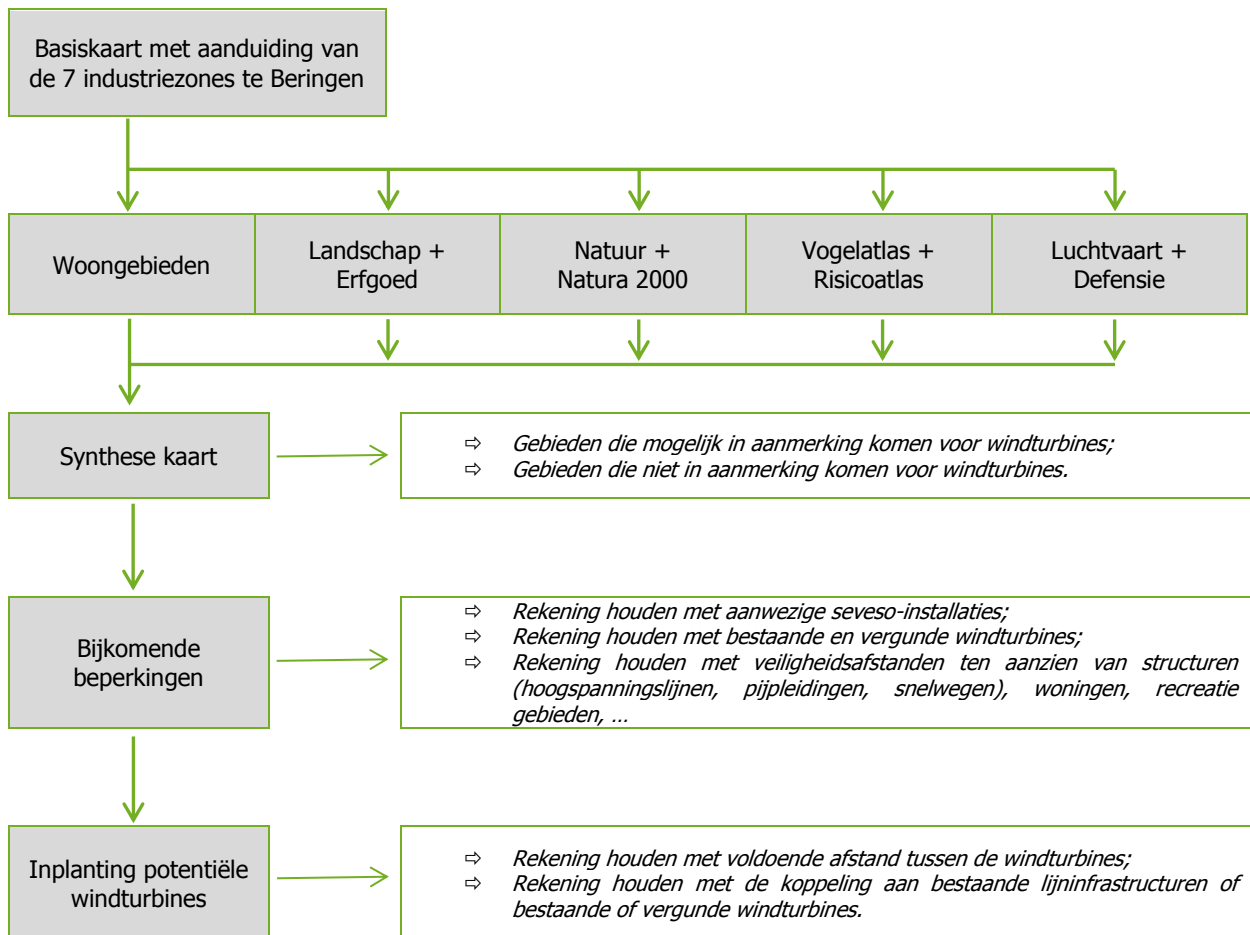 Basiskaart met aanduiding van
de 7 industriezones te Beringen
Woongebieden
Landschap +
Erfgoed
Natuur +
Natura 2000
Vogelatlas +
Risicoatlas
Luchtvaart +
Defensie
Synthese kaart
⇨ Gebieden die mogelijk in aanmerking komen voor windturbines;
⇨ Gebieden die niet in aanmerking komen voor windturbines.
Bijkomende
beperkingen
⇨ Rekening houden met aanwezige seveso-installaties;
⇨ Rekening houden met bestaande en vergunde windturbines;
⇨ Rekening houden met veiligheidsafstanden ten aanzien van structuren
(hoogspanningslijnen, pijpleidingen, snelwegen), woningen, recreatie
gebieden, …
Inplanting potentiële
windturbines
⇨ Rekening houden met voldoende afstand tussen de windturbines;
⇨ Rekening houden met de koppeling aan bestaande lijninfrastructuren of
bestaande of vergunde windturbines.